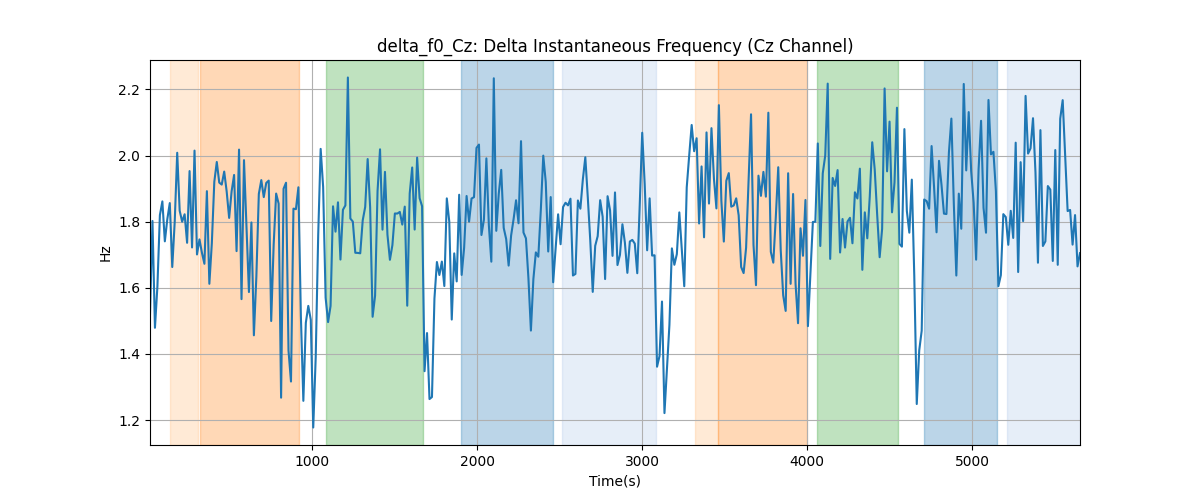 delta_f0_Cz: Delta Instantaneous Frequency (Cz Channel)
2.2
2.0
1.8
1.6
1.4
1.2
Hz
1000 2000 3000 4000 5000
Time(s)